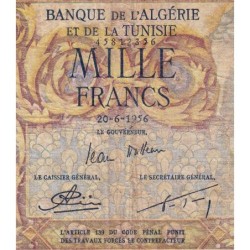 BANQUE DE L'ALGÉRIE
ET DE LA TUNISIE
MILLE
FRANCS
20-6-1956
LE GOUVERNEUR,
LE CAISSIER GÉNÉRAL, LE SECRÉTAIRE GÉNÉRAL,
L'ARTICLE 139 DU CODE PÉNAL PUNIT
DES TRAVAUX FORCÉS LE CONTREFACTEUR